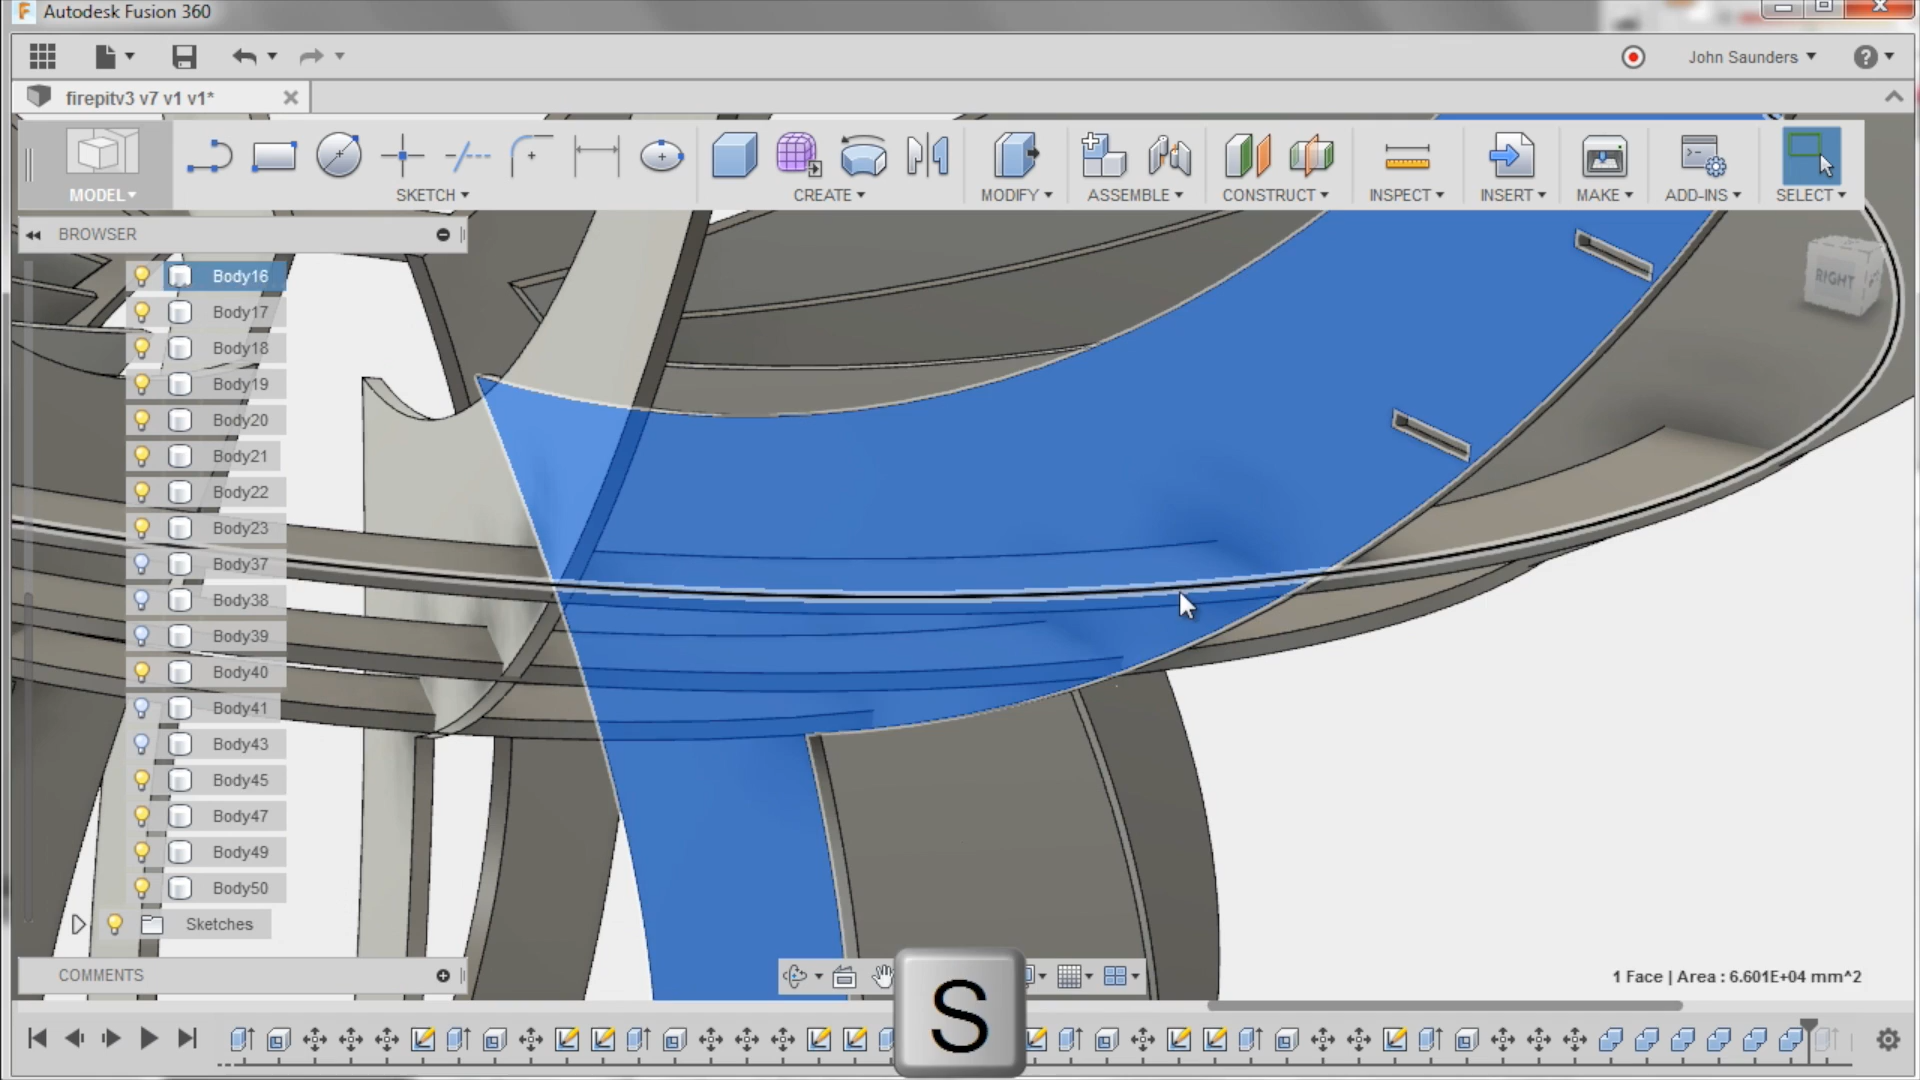 Autodesk Fusion 360
John Saunders
firepitv3 v7 v1 v1*
MODEL
SKETCH
CREATE
MODIFY
ASSEMBLE
CONSTRUCT
INSPECT
INSERT
MAKE
ADD-INS
SELECT
BROWSER
RIGHT
Body16
Body17
Body18
Body19
Body20
Body21
Body22
Body23
Body37
Body38
Body39
Body40
Body41
Body43
Body45
Body47
Body49
Body50
Sketches
COMMENTS
1 Face | Area : 6.601E+04 mm^2
S